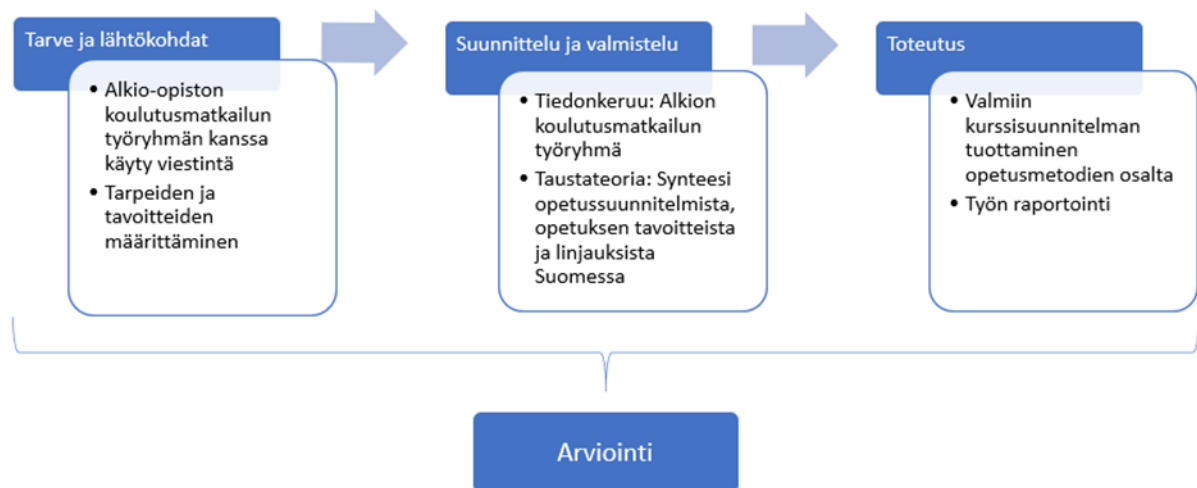 Tarve ja lähtökohdat
• Alkio-opiston
koulutusmatkailun
työryhmän kanssa
käyty viestintä
• Tarpeiden ja
tavoitteiden
määrittäminen
Suunnittelu ja valmistelu
• Tiedonkeruu: Alkion
koulutusmatkailun
työryhmä
• Taustateoria: Synteesi
opetussuunnitelmista,
opetuksen tavoitteista
ja linjauksista
Suomessa
Toteutus
• Valmiin
kurssisuunnitelman
tuottaminen
opetusmetodien osalta
• Työn raportointi
Arviointi